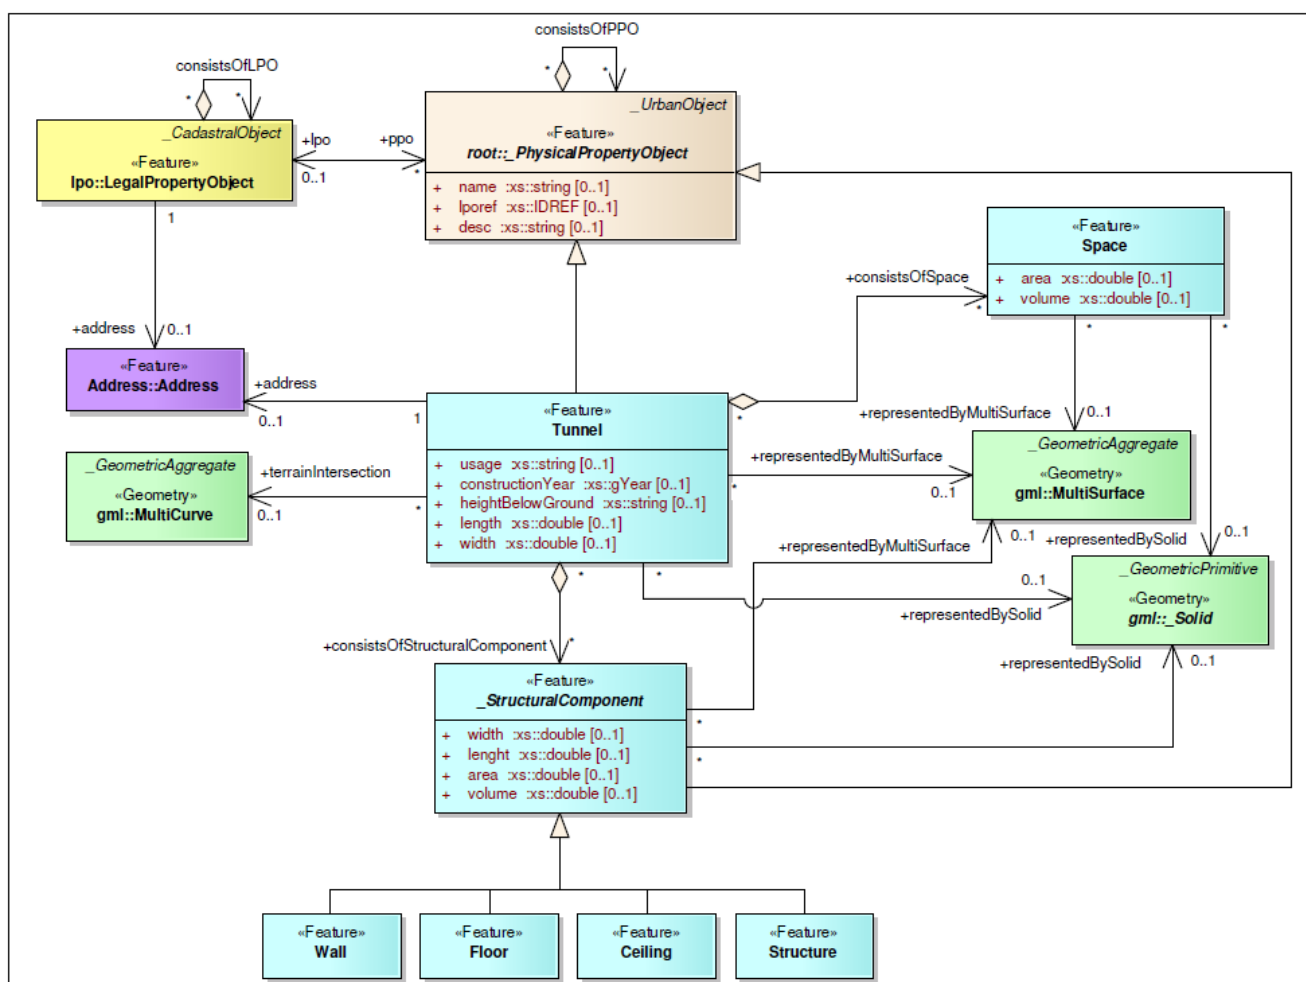 consistsOfPPO
consistsOfLPO
* *
* *
_UrbanObject
«Feature»
root::_PhysicalPropertyObject
+ name :xs::string [0..1]
+ lporef :xs::IDREF [0..1]
+ desc :xs::string [0..1]
_CadastralObject
«Feature»
lpo::LegalPropertyObject
+lpo +ppo
0..1 *
1
«Feature»
Space
+ area :xs::double [0..1]
+ volume :xs::double [0..1]
+consistsOfSpace
*
* *
+address 0..1
«Feature»
Address::Address
+address
0..1 1
«Feature»
Tunnel
+ usage :xs::string [0..1]
+ constructionYear :xs::gYear [0..1]
+ heightBelowGround :xs::string [0..1]
+ length :xs::double [0..1]
+ width :xs::double [0..1]
*
+representedByMultiSurface 0..1
_GeometricAggregate
«Geometry»
gml::MultiSurface
+representedByMultiSurface
* 0..1
_GeometricAggregate
«Geometry»
gml::MultiCurve
+terrainIntersection
0..1 *
+representedByMultiSurface 0..1
+representedBySolid 0..1
_GeometricPrimitive
«Geometry»
gml::_Solid
* * 0..1
+representedBySolid
+representedBySolid 0..1
+consistsOfStructuralComponent *
«Feature»
_StructuralComponent
+ width :xs::double [0..1]
+ lenght :xs::double [0..1]
+ area :xs::double [0..1]
+ volume :xs::double [0..1]
*
*
«Feature»
Wall
«Feature»
Floor
«Feature»
Ceiling
«Feature»
Structure